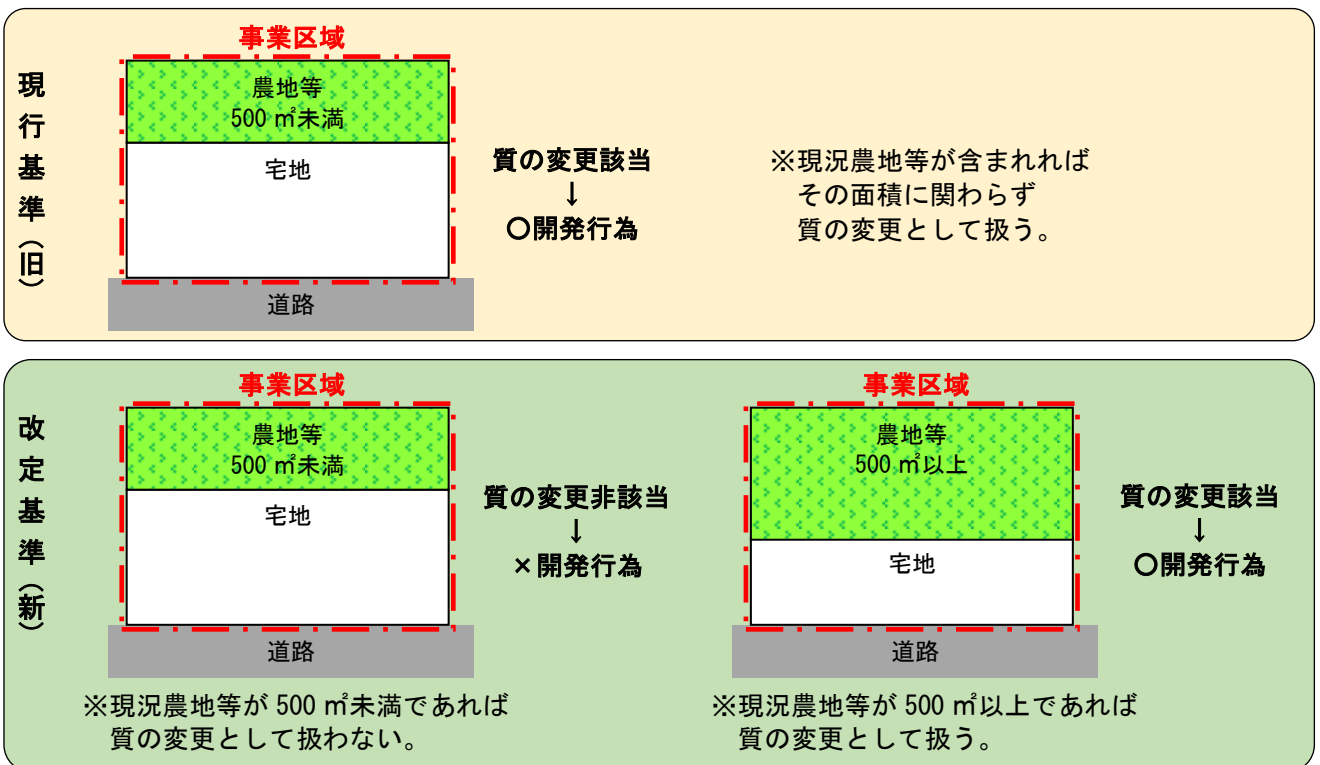 現行基準(旧)
事業区域
農地等
500㎡未満
宅地
道路
質の変更該当
↓
〇開発行為
※現況農地等が含まれれば
その面積に関わらず
質の変更として扱う。
改定基準(新)
事業区域
農地等
500㎡未満
宅地
道路
質の変更非該当
↓
×開発行為
※現況農地等が 500㎡未満であれば
質の変更として扱わない。
事業区域
農地等
500㎡以上
宅地
道路
質の変更該当
↓
〇開発行為
※現況農地等が 500㎡以上であれば
質の変更として扱う。